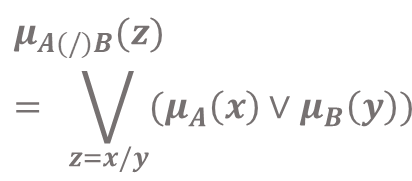 μA(/)B(z)
= ⋁ (μA(x) ∨ μB(y))
z=x/y